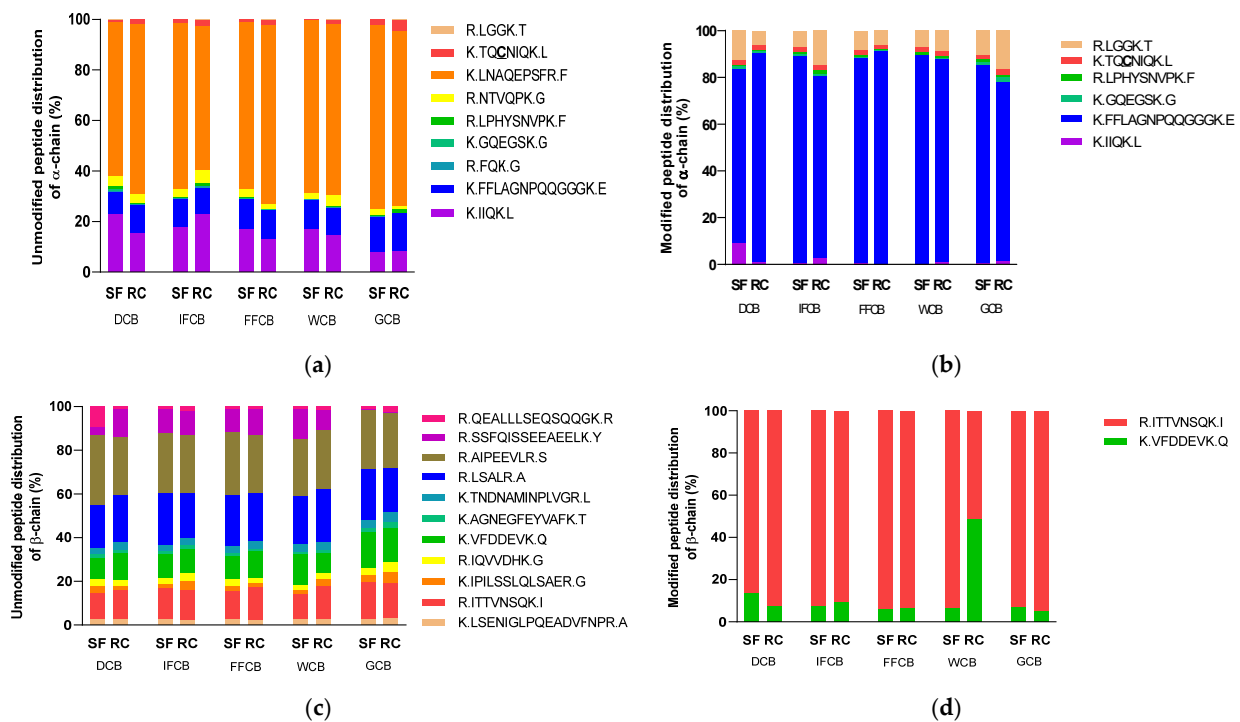 Unmodified peptide distribution
of α-chain (%)
100
80
60
40
20
0
SF RC SF RC SF RC SF RC SF RC
DCB IFCB FFCB WCB GCB
R.LGGK.T
K.TQCNIQK.L
K.LNAQEPSFR.F
R.NTVQPK.G
R.LPHYSNVPK.F
K.GQEGSK.G
R.FQK.G
K.FFLAGNPQQGGGK.E
K.IIQK.L
(a)
Modified peptide distribution
of α-chain (%)
100
80
60
40
20
0
SF RC SF RC SF RC SF RC SF RC
DCB IFCB FFCB WCB GCB
R.LGGK.T
K.TQCNIQK.L
R.LPHYSNVPK.F
K.GQEGSK.G
K.FFLAGNPQQGGGK.E
K.IIQK.L
(b)
Unmodified peptide distribution
of β-chain (%)
100
80
60
40
20
0
SF RC SF RC SF RC SF RC SF RC
DCB IFCB FFCB WCB GCB
R.QEALLLSEQSQQGK.R
R.SSFQISSEEAEELK.Y
R.AIPEEVLR.S
R.LSALR.A
K.TNDNAMINPLVGR.L
K.AGNEGFEYVAFK.T
K.VFDDEVK.Q
R.IQVVDHK.G
K.IPILSSLQLSAER.G
R.ITTVNSQK.I
K.LSENIGLPQEADVFNPR.A
(c)
Modified peptide distribution
of β-chain (%)
100
80
60
40
20
0
SF RC SF RC SF RC SF RC SF RC
DCB IFCB FFCB WCB GCB
R.ITTVNSQK.I
K.VFDDEVK.Q
(d)